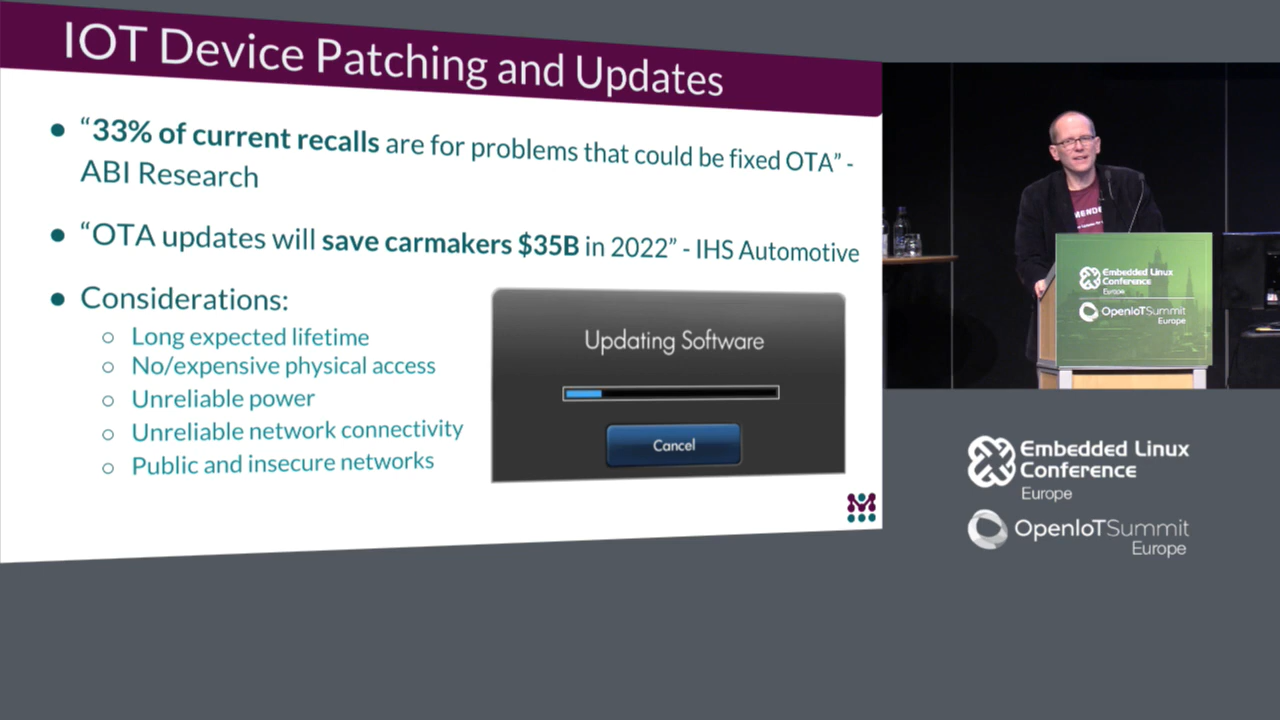 IOT Device Patching and Updates
● “33% of current recalls are for problems that could be fixed OTA” -
ABI Research
● “OTA updates will save carmakers $35B in 2022” - IHS Automotive
● Considerations:
○ Long expected lifetime
○ No/expensive physical access
○ Unreliable power
○ Unreliable network connectivity
○ Public and insecure networks
Updating Software
Cancel
MENDE
Embedded Linux
Conference
Europe
OpenIoTSummit
Europe
Embedded Linux
Conference
Europe
OpenIoTSummit
Europe